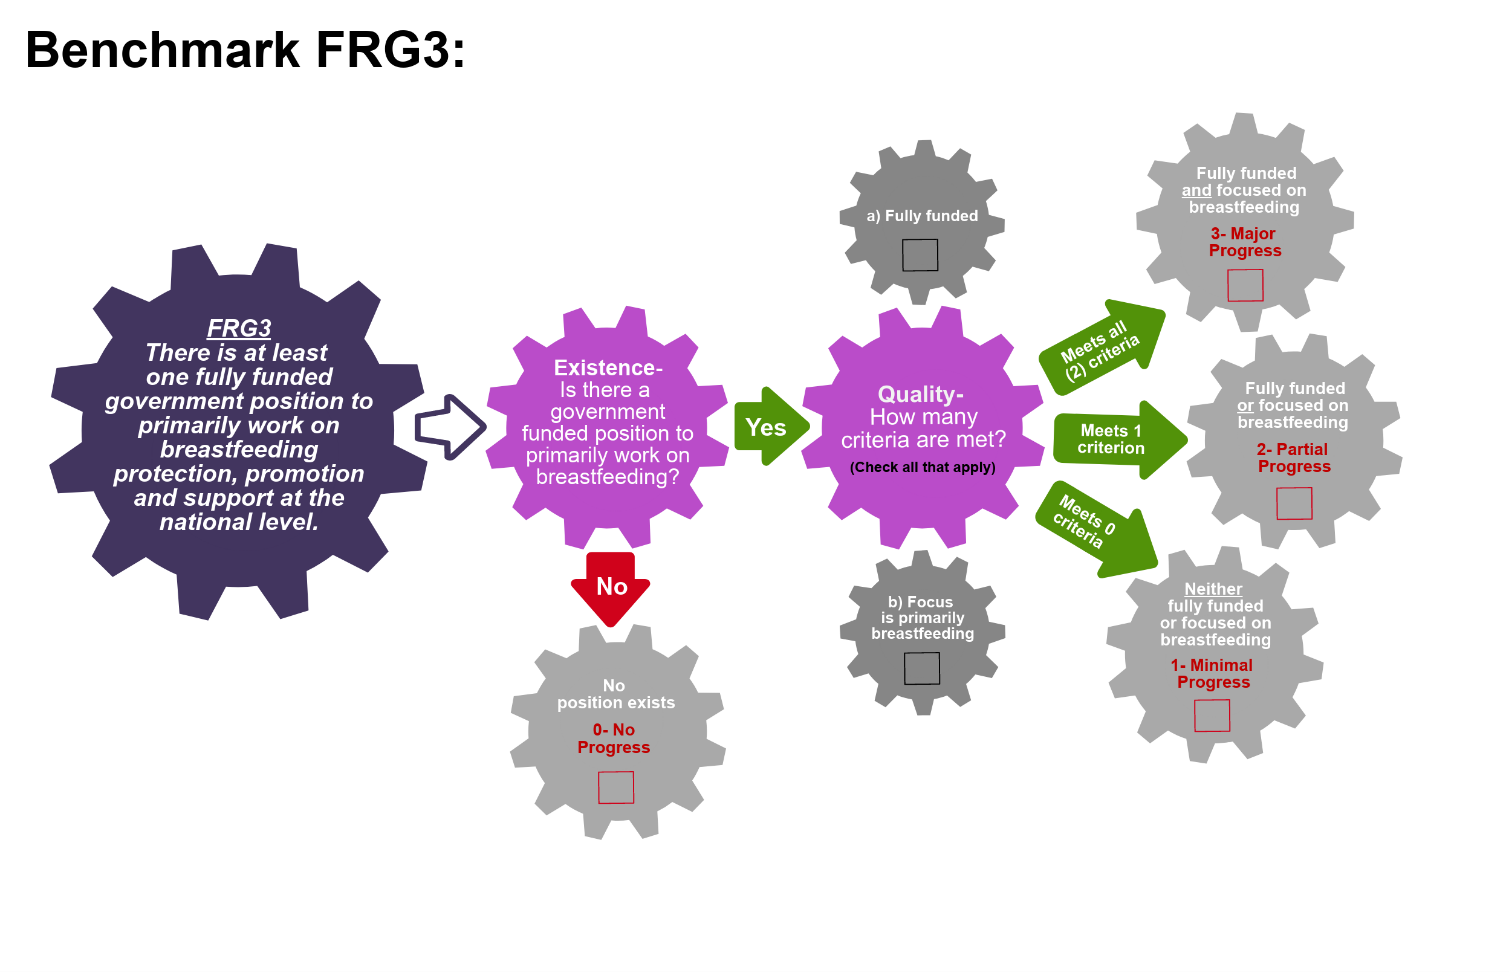 Benchmark FRG3:
FRG3
There is at least
one fully funded
government position to
primarily work on
breastfeeding
protection, promotion
and support at the
national level.
Existence-
Is there a
government
funded position to
primarily work on
breastfeeding?
No
No
position exists
0- No
Progress
Yes
a) Fully funded
Quality-
How many
criteria are met?
(Check all that apply)
b) Focus
is primarily
breastfeeding
Meets all
(2) criteria
Fully funded
and focused on
breastfeeding
3- Major
Progress
Meets 1
criterion
Fully funded
or focused on
breastfeeding
2- Partial
Progress
Meets 0
criteria
Neither
fully funded
or focused on
breastfeeding
1- Minimal
Progress